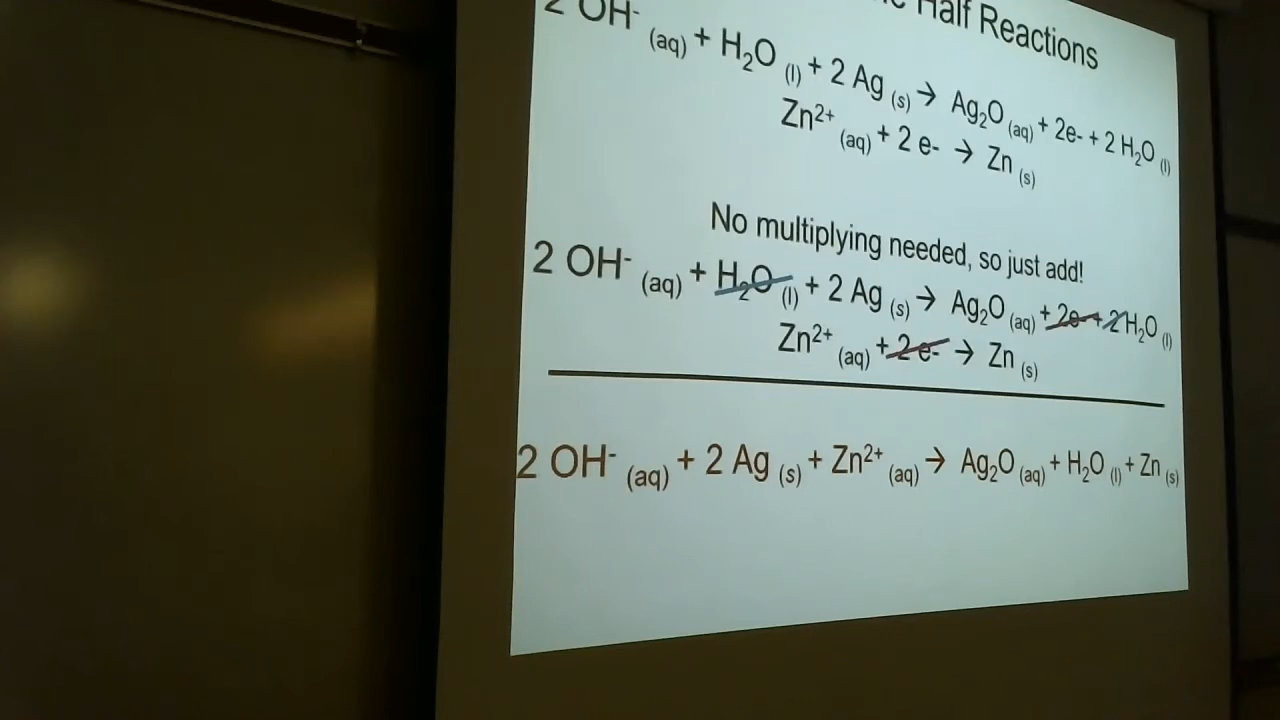 Half Reactions
2 OH⁻ (aq) + H₂O (l) + 2 Ag (s) → Ag₂O (aq) + 2e- + 2 H₂O (l)
Zn²⁺ (aq) + 2 e- → Zn (s)
No multiplying needed, so just add!
2 OH⁻ (aq) + H₂O (l) + 2 Ag (s) → Ag₂O (aq) + 2e- + 2 H₂O (l)
Zn²⁺ (aq) + 2 e- → Zn (s)
2 OH⁻ (aq) + 2 Ag (s) + Zn²⁺ (aq) → Ag₂O (aq) + H₂O (l) + Zn (s)